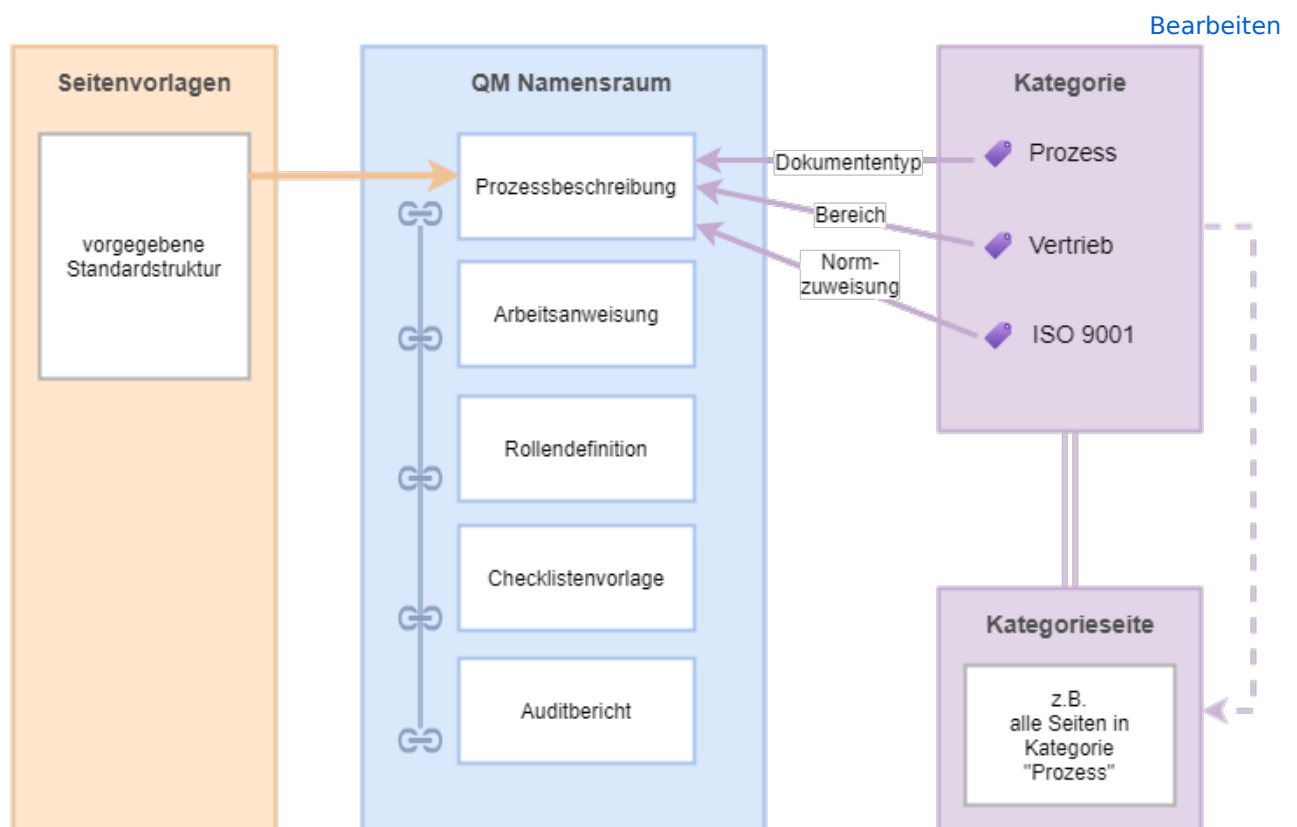 Bearbeiten
Seitenvorlagen
vorgegebene
Standardstruktur
QM Namensraum
Prozessbeschreibung
Arbeitsanweisung
Rollendefinition
Checklistenvorlage
Auditbericht
Dokumententyp
Bereich
Norm-
zuweisung
Kategorie
Prozess
Vertrieb
ISO 9001
Kategorieseite
z.B.
alle Seiten in
Kategorie
"Prozess"